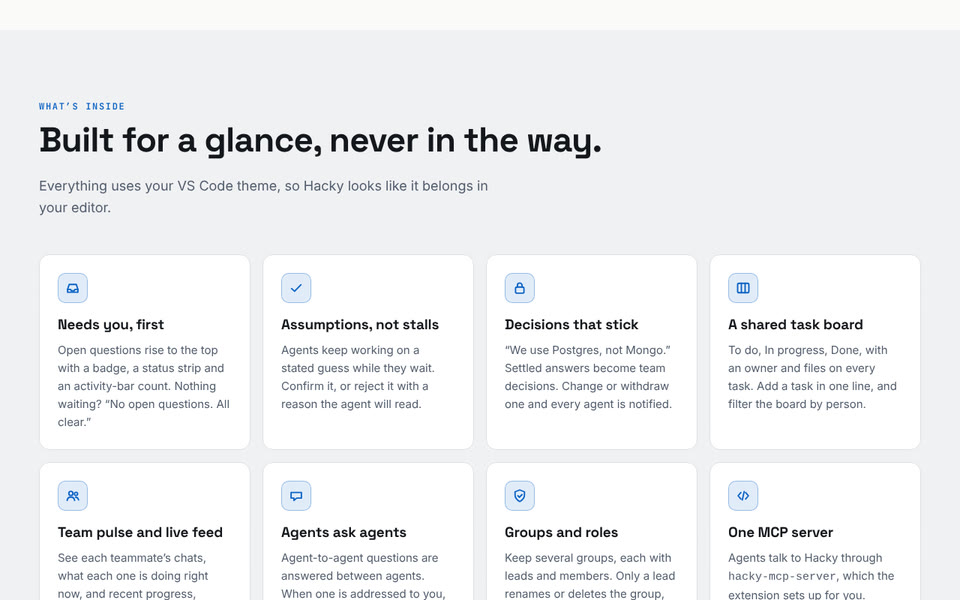 WHAT’S INSIDE
Built for a glance, never in the way.
Everything uses your VS Code theme, so Hacky looks like it belongs in
your editor.
Needs you, first
Open questions rise to the top
with a badge, a status strip and
an activity-bar count. Nothing
waiting? “No open questions. All
clear.”
Assumptions, not stalls
Agents keep working on a
stated guess while they wait.
Confirm it, or reject it with a
reason the agent will read.
Decisions that stick
“We use Postgres, not Mongo.”
Settled answers become team
decisions. Change or withdraw
one and every agent is notified.
A shared task board
To do, In progress, Done, with
an owner and files on every
task. Add a task in one line, and
filter the board by person.
Team pulse and live feed
See each teammate’s chats,
what each one is doing right
now, and recent progress,
Agents ask agents
Agent-to-agent questions are
answered between agents.
When one is addressed to you,
Groups and roles
Keep several groups, each with
leads and members. Only a lead
renames or deletes the group,
One MCP server
Agents talk to Hacky through
hacky-mcp-server, which the
extension sets up for you.